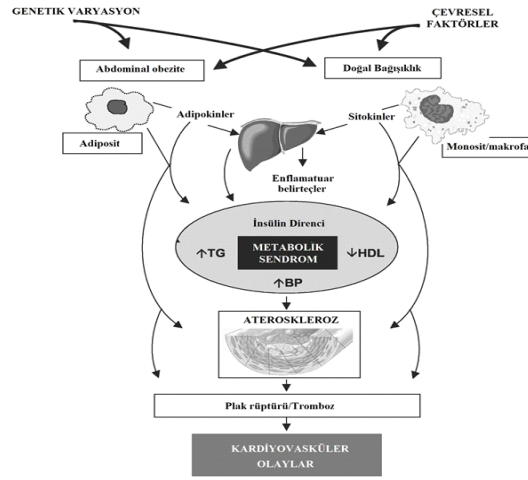 GENETIK VARYASYON
ÇEVRESEL
FAKTÖRLER
Abdominal obezite
Doğal Bağışıklık
Adipokinler
Sitokinler
Adiposit
Monosit/makrofa
Enflamatuar
belirteçler
İnsülin Direnci
↑TG
METABOLİK
SENDROM
↓HDL
↑BP
ATEROSKLEROZ
Plak rüptürü/Tromboz
KARDİYOVASKÜLER
OLAYLAR